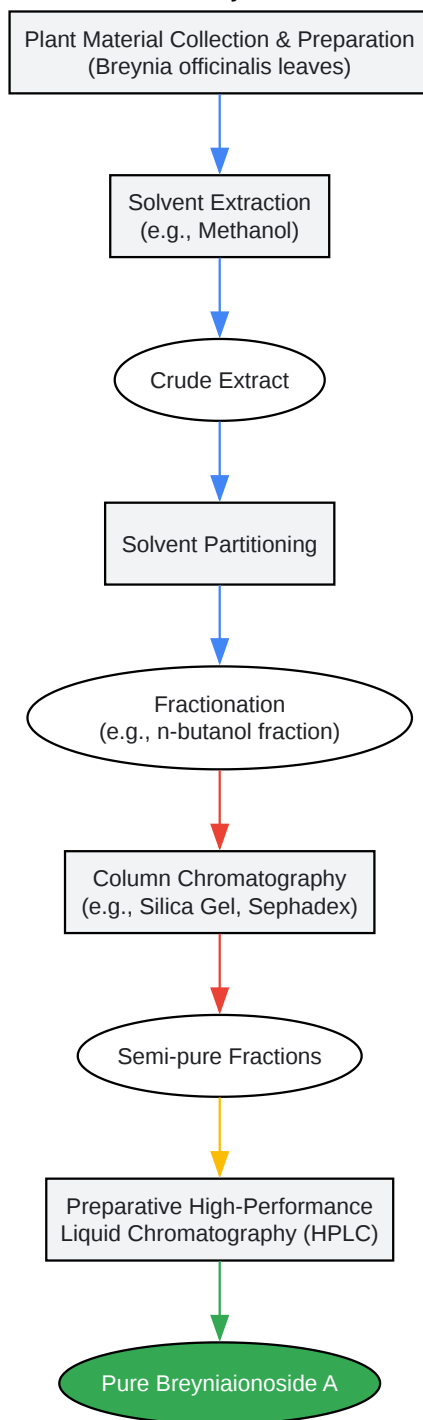 Plant Material Collection & Preparation
(Breynia officinalis leaves)
Solvent Extraction
(e.g., Methanol)
Crude Extract
Solvent Partitioning
Fractionation
(e.g., n-butanol fraction)
Column Chromatography
(e.g., Silica Gel, Sephadex)
Semi-pure Fractions
Preparative High-Performance
Liquid Chromatography (HPLC)
Pure Breyniaionoside A